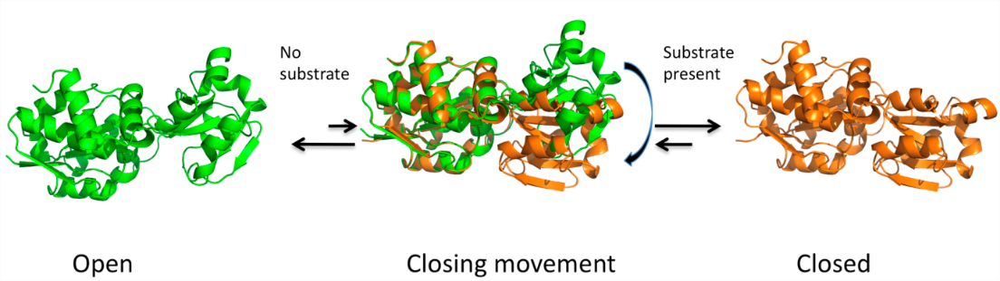 No
substrate
Substrate
present
Open
Closing movement
Closed